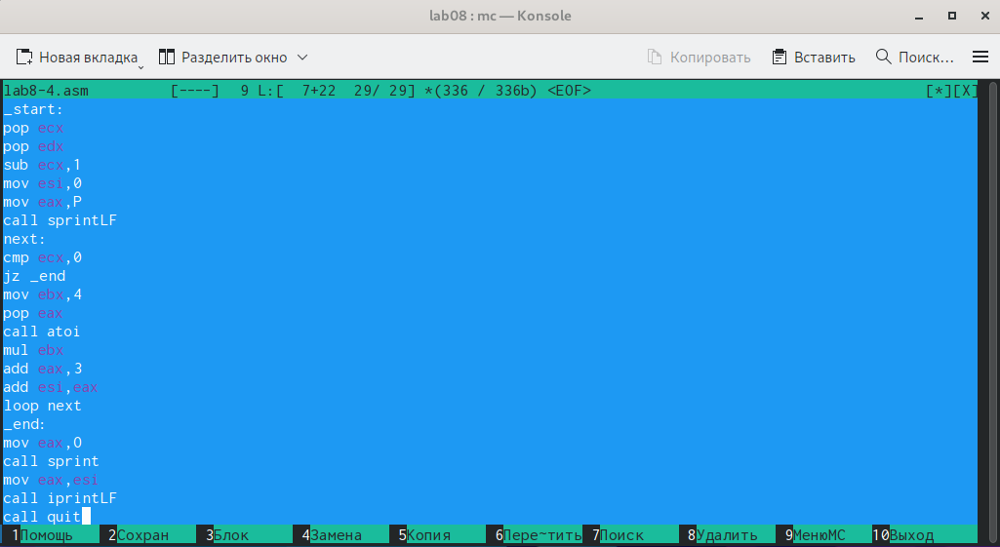 lab08 : mc — Konsole
Новая вкладка Разделить окно Копировать Вставить Поиск...
lab8-4.asm [----] 9 L:[ 7+22 29/ 29] *(336 / 336b) <EOF> [*][X]
_start:
pop ecx
pop edx
sub ecx,1
mov esi,0
mov eax,P
call sprintLF
next:
cmp ecx,0
jz _end
mov ebx,4
pop eax
call atoi
mul ebx
add eax,3
add esi,eax
loop next
_end:
mov eax,O
call sprint
mov eax,esi
call iprintLF
call quit
1Помощь 2Сохран 3Блок 4Замена 5Копия 6Пере~тить 7Поиск 8Удалить 9МенюMC 10Выход